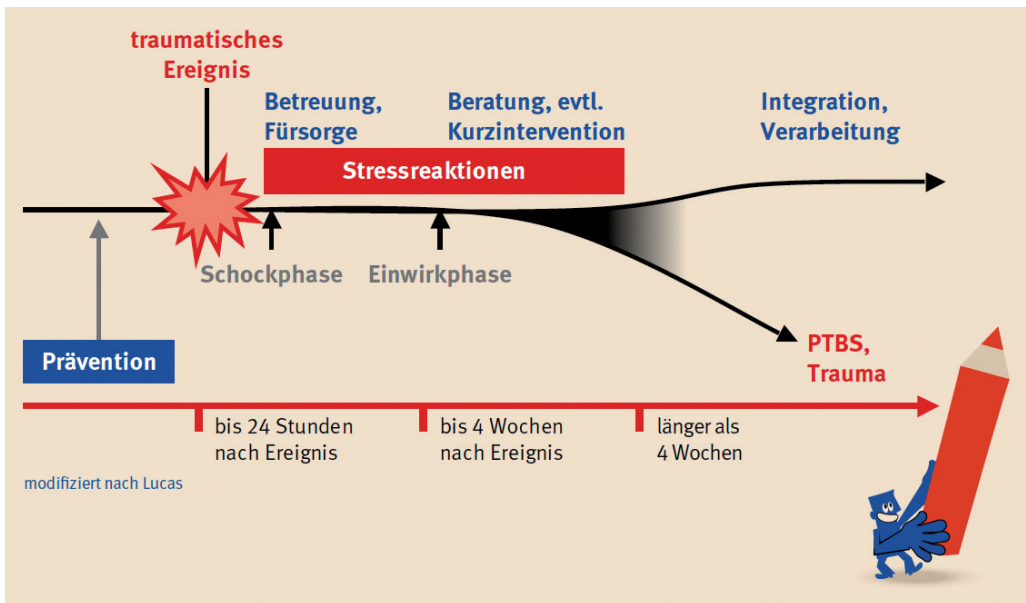 traumatisches
Ereignis
Betreuung,
Fürsorge
Beratung, evtl.
Kurzintervention
Integration,
Verarbeitung
Stressreaktionen
Schockphase
Einwirkphase
Prävention
PTBS,
Trauma
bis 24 Stunden
nach Ereignis
bis 4 Wochen
nach Ereignis
länger als
4 Wochen
modifiziert nach Lucas